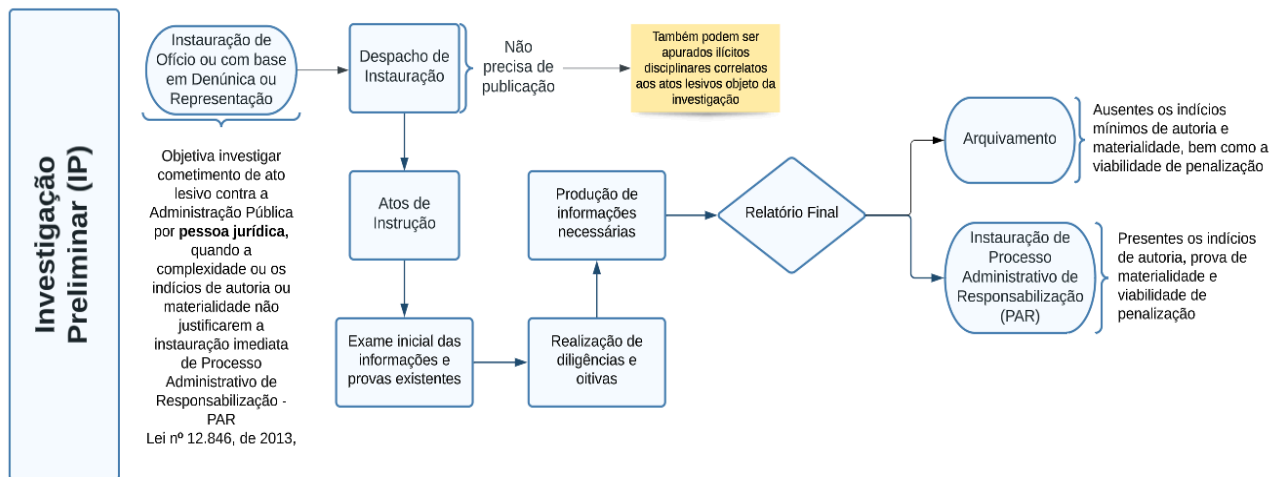 Investigação
Preliminar (IP)
Instauração de
Ofício ou com base
em Denúnica ou
Representação
Objetiva investigar
cometimento de ato
lesivo contra a
Administração Pública
por pessoa jurídica,
quando a
complexidade ou os
indícios de autoria ou
materialidade não
justificarem a
instauração imediata
de Processo
Administrativo de
Responsabilização -
PAR
Lei nº 12.846, de 2013,
Despacho de
Instauração
Não
precisa de
publicação
Também podem ser
apurados ilícitos
disciplinares correlatos
aos atos lesivos objeto da
investigação
Atos de
Instrução
Exame inicial das
informações e
provas existentes
Realização de
diligências e
oitivas
Produção de
informações
necessárias
Relatório Final
Arquivamento
Ausentes os indícios
mínimos de autoria e
materialidade, bem como a
viabilidade de penalização
Instauração de
Processo
Administrativo de
Responsabilização
(PAR)
Presentes os indícios
de autoria, prova de
materialidade e
viabilidade de
penalização